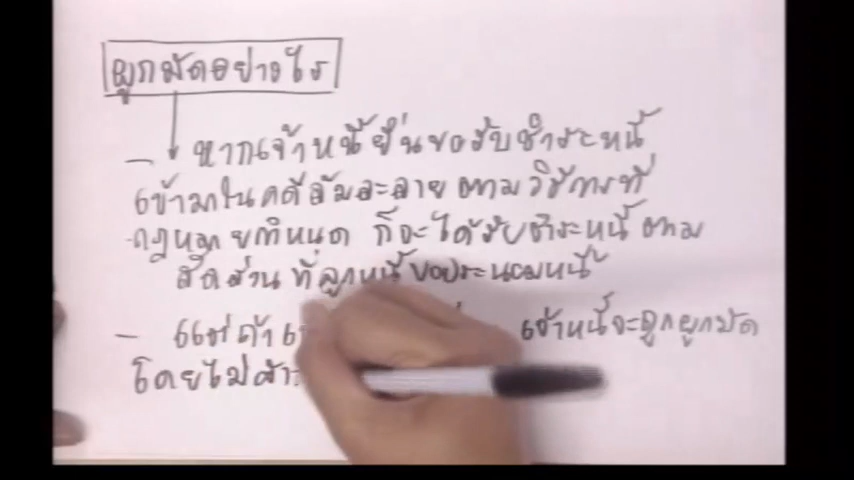 ผูกมัดอย่างไร
— หากเจ้าหนี้ยื่นขอรับชำระหนี้
เข้ามาในคดีล้มละลาย ตามวิธีการที่
กฎหมายกำหนด ก็จะได้รับชำระหนี้ตาม
สัดส่วน ที่ลูกหนี้ขอประนอมหนี้
— แต่ถ้า เจ้าหนี้จะถูกผูกมัด
โดยไม่